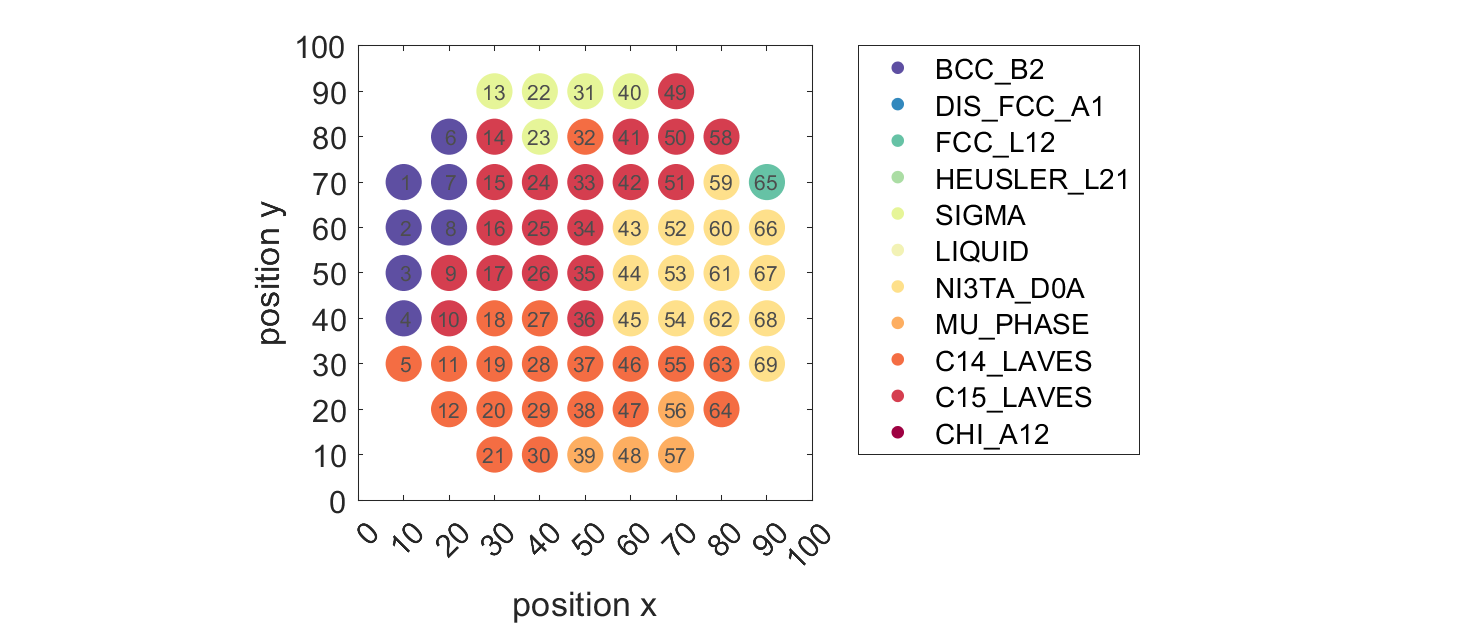 100
90
80
70
60
50
40
30
20
10
0
position y
13 22 31 40 49
6 14 23 32 41 50 58
1 7 15 24 33 42 51 59 65
2 8 16 25 34 43 52 60 66
3 9 17 26 35 44 53 61 67
4 10 18 27 36 45 54 62 68
5 11 19 28 37 46 55 63 69
12 20 29 38 47 56 64
21 30 39 48 57
0 10 20 30 40 50 60 70 80 90 100
position x
BCC_B2
DIS_FCC_A1
FCC_L12
HEUSLER_L21
SIGMA
LIQUID
NI3TA_D0A
MU_PHASE
C14_LAVES
C15_LAVES
CHI_A12